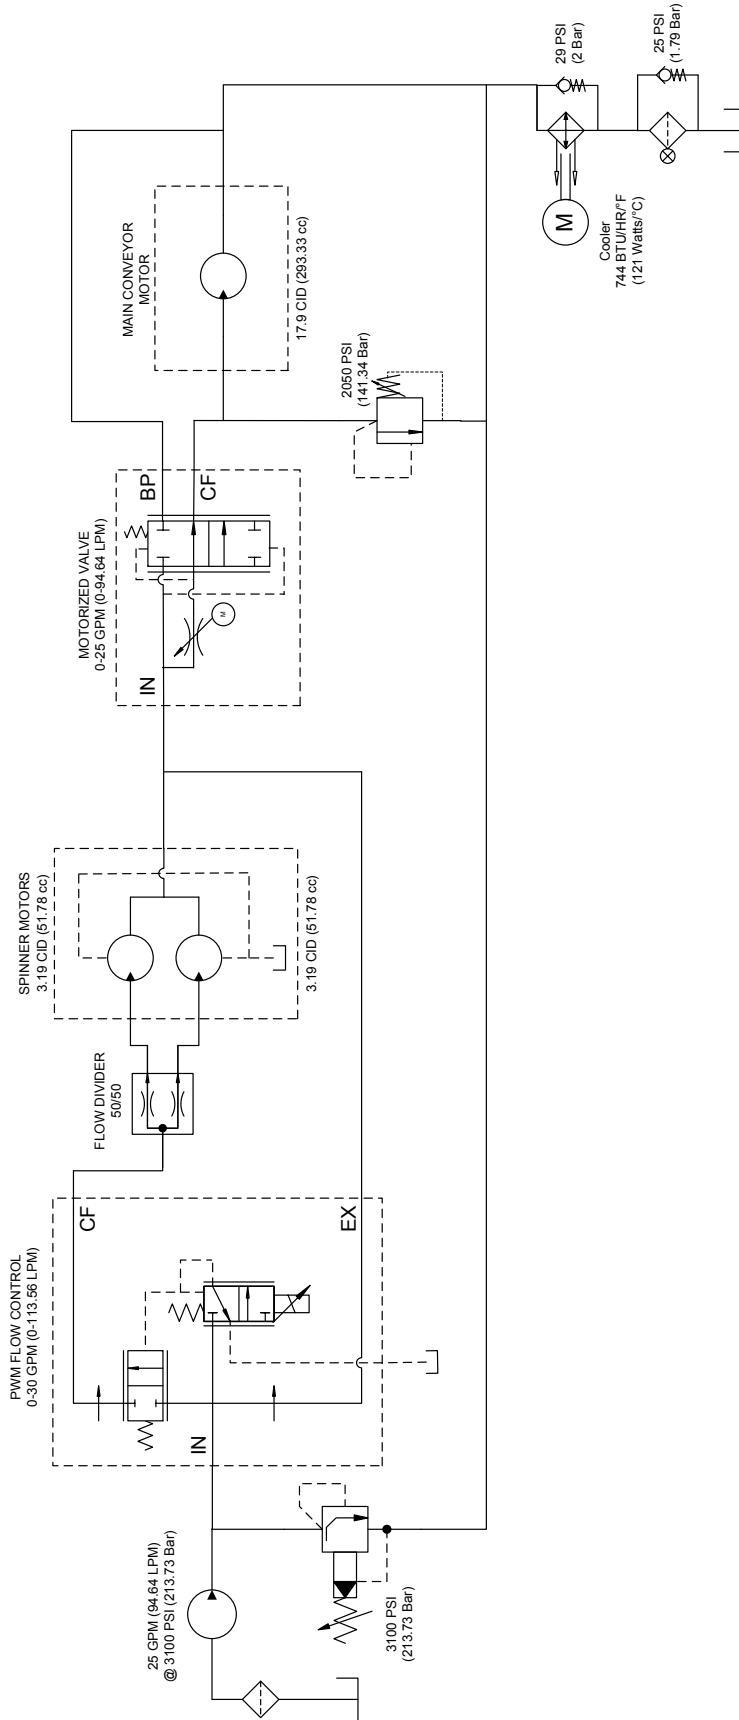 25 GPM (94.64 LPM)
@ 3100 PSI (213.73 Bar)
3100 PSI
(213.73 Bar)
PWM FLOW CONTROL
0-30 GPM (0-113.56 LPM)
IN
CF
EX
FLOW DIVIDER
50/50
SPINNER MOTORS
3.19 CID (51.78 cc)
3.19 CID (51.78 cc)
MOTORIZED VALVE
0-25 GPM (0-94.64 LPM)
IN
M
BP
CF
2050 PSI
(141.34 Bar)
MAIN CONVEYOR
MOTOR
17.9 CID (293.33 cc)
M
Cooler
744 BTU/HR/°F
(121 Watts/°C)
29 PSI
(2 Bar)
25 PSI
(1.79 Bar)